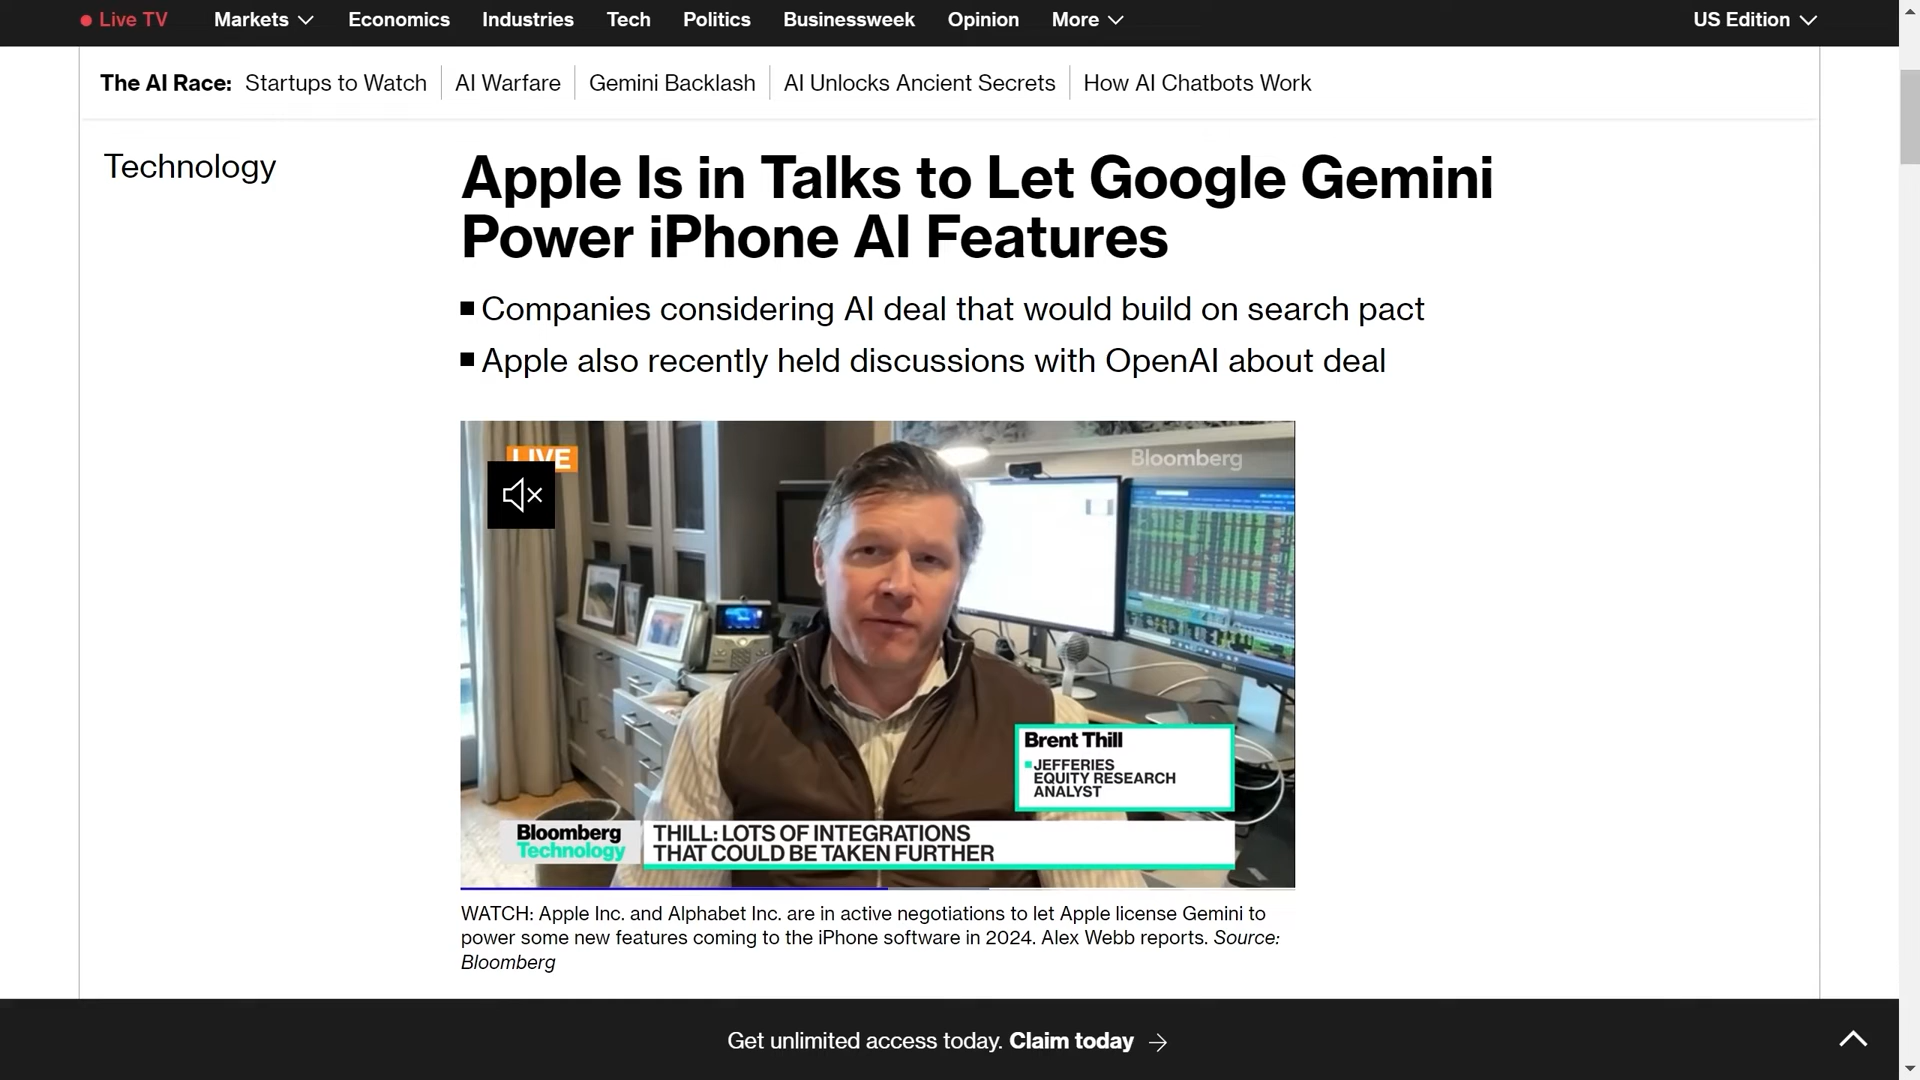 Live TV
Markets
Economics
Industries
Tech
Politics
Businessweek
Opinion
More
US Edition
The AI Race: Startups to Watch
AI Warfare
Gemini Backlash
AI Unlocks Ancient Secrets
How AI Chatbots Work
Technology
Apple Is in Talks to Let Google Gemini
Power iPhone AI Features
Companies considering AI deal that would build on search pact
Apple also recently held discussions with OpenAI about deal
LIVE
Bloomberg
Brent Thill
JEFFERIES
EQUITY RESEARCH
ANALYST
Bloomberg
Technology
THILL: LOTS OF INTEGRATIONS
THAT COULD BE TAKEN FURTHER
WATCH: Apple Inc. and Alphabet Inc. are in active negotiations to let Apple license Gemini to
power some new features coming to the iPhone software in 2024. Alex Webb reports. Source:
Bloomberg
Get unlimited access today. Claim today